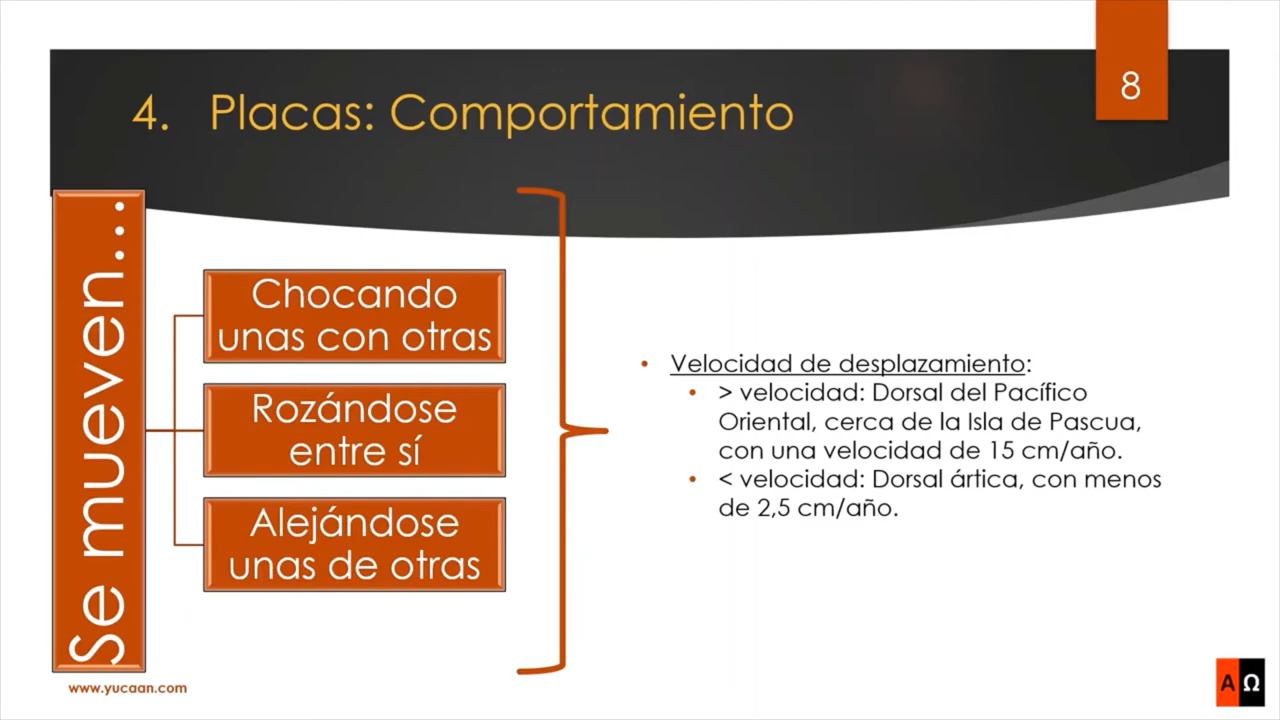 8
4. Placas: Comportamiento
Se mueven...
Chocando
unas con otras
Rozándose
entre sí
Alejándose
unas de otras
• Velocidad de desplazamiento:
• > velocidad: Dorsal del Pacífico
Oriental, cerca de la Isla de Pascua,
con una velocidad de 15 cm/año.
• < velocidad: Dorsal ártica, con menos
de 2,5 cm/año.
www.yucaan.com
A Ω